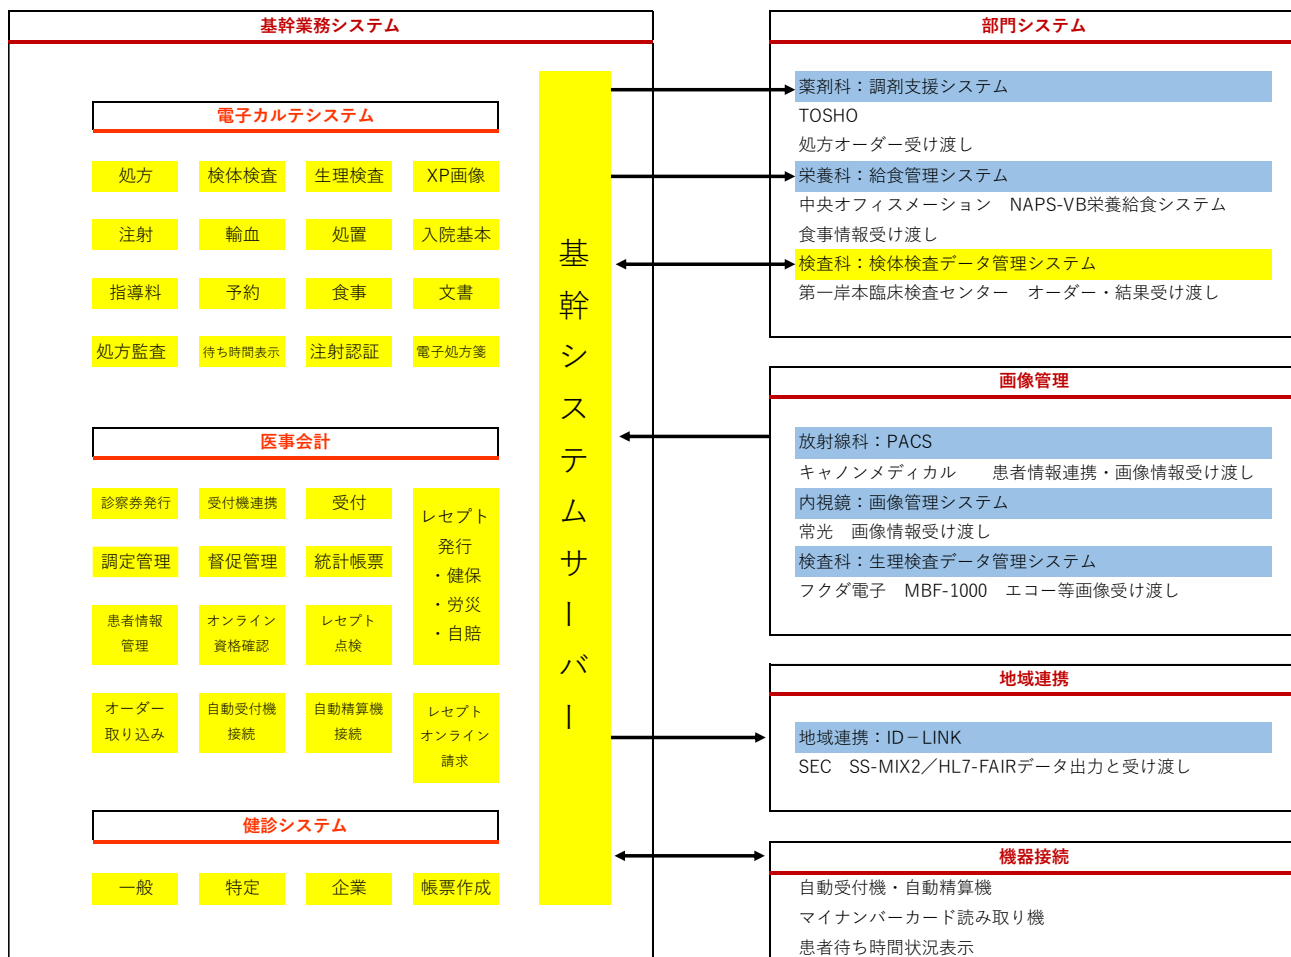 基幹業務システム
電子カルテシステム
処方 検体検査 生理検査 XP画像
注射 輸血 処置 入院基本
指導料 予約 食事 文書
処方監査 待ち時間表示 注射認証 電子処方箋
医事会計
診察券発行 受付機連携 受付
レセプト
発行
・健保
・労災
・自賠
調定管理 督促管理 統計帳票
患者情報
管理
オンライン
資格確認
レセプト
点検
オーダー
取り込み
自動受付機
接続
自動精算機
接続
レセプト
オンライン
請求
健診システム
一般 特定 企業 帳票作成
基幹システムサーバー
部門システム
薬剤科：調剤支援システム
TOSHO
処方オーダー受け渡し
栄養科：給食管理システム
中央オフィスメーション　NAPS-VB栄養給食システム
食事情報受け渡し
検査科：検体検査データ管理システム
第一岸本臨床検査センター　オーダー・結果受け渡し
画像管理
放射線科：PACS
キャノンメディカル　　患者情報連携・画像情報受け渡し
内視鏡：画像管理システム
常光　画像情報受け渡し
検査科：生理検査データ管理システム
フクダ電子　MBF-1000　エコー等画像受け渡し
地域連携
地域連携：ID－LINK
SEC　SS-MIX2／HL7-FAIRデータ出力と受け渡し
機器接続
自動受付機・自動精算機
マイナンバーカード読み取り機
患者待ち時間状況表示